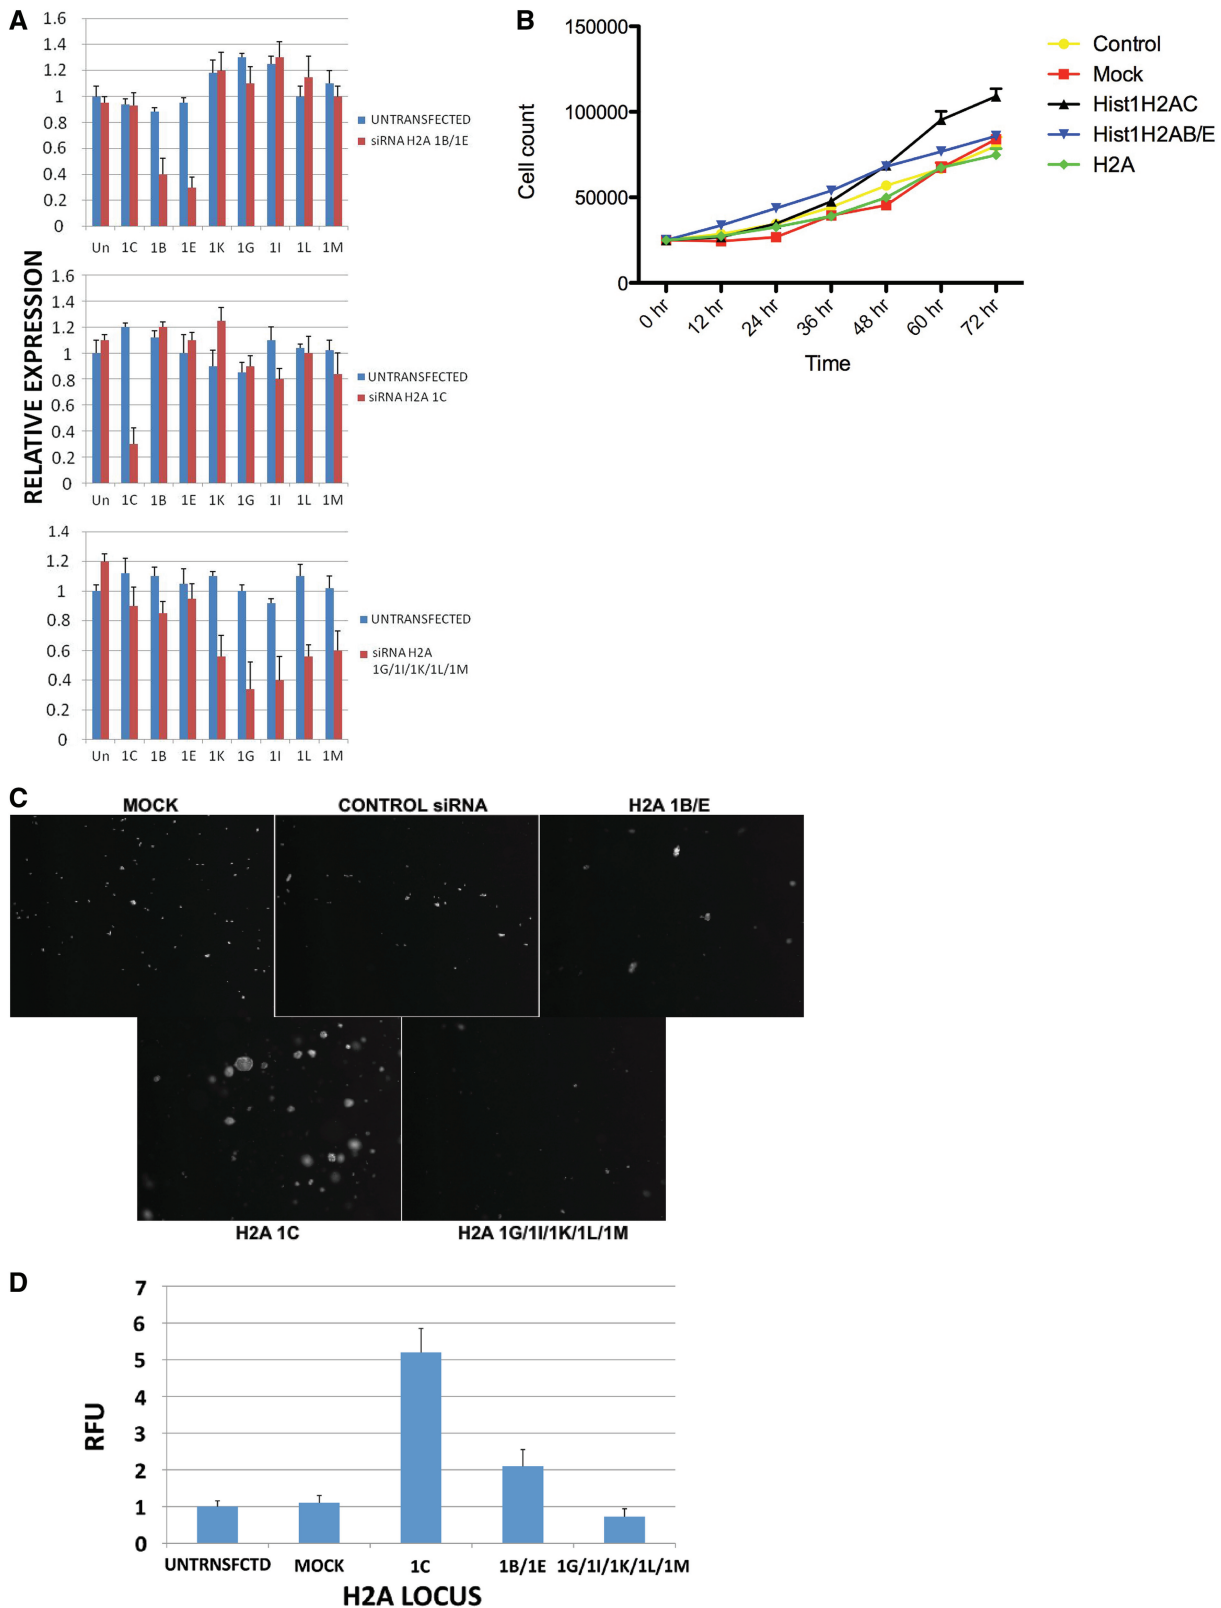 A
1.6
1.4
1.2
1
0.8
0.6
0.4
0.2
0
Un 1C 1B 1E 1K 1G 1I 1L 1M
UNTRANSFECTED
siRNA H2A 1B/1E
RELATIVE EXPRESSION
1.6
1.4
1.2
1
0.8
0.6
0.4
0.2
0
Un 1C 1B 1E 1K 1G 1I 1L 1M
UNTRANSFECTED
siRNA H2A 1C
1.4
1.2
1
0.8
0.6
0.4
0.2
0
Un 1C 1B 1E 1K 1G 1I 1L 1M
UNTRANSFECTED
siRNA H2A
1G/1I/1K/1L/1M
B
150000
100000
50000
0
Cell count
0 hr 12 hr 24 hr 36 hr 48 hr 60 hr 72 hr
Time
Control
Mock
Hist1H2AC
Hist1H2AB/E
H2A
C
MOCK
CONTROL siRNA
H2A 1B/E
H2A 1C
H2A 1G/1I/1K/1L/1M
D
7
6
5
4
3
2
1
0
RFU
UNTRNSFCTD MOCK 1C 1B/1E 1G/1I/1K/1L/1M
H2A LOCUS